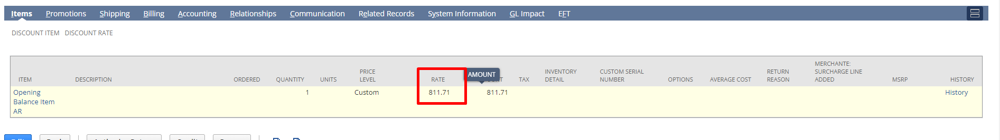 Items Promotions Shipping Billing Accounting Relationships Communication Related Records System Information GL Impact EFT
DISCOUNT ITEM DISCOUNT RATE
ITEM DESCRIPTION ORDERED QUANTITY UNITS PRICE LEVEL RATE AMOUNT TAX INVENTORY DETAIL CUSTOM SERIAL NUMBER OPTIONS AVERAGE COST RETURN REASON MERCHANTE: SURCHARGE LINE ADDED MSRP HISTORY
Opening 1 Custom 811.71 811.71 History
Balance Item
AR